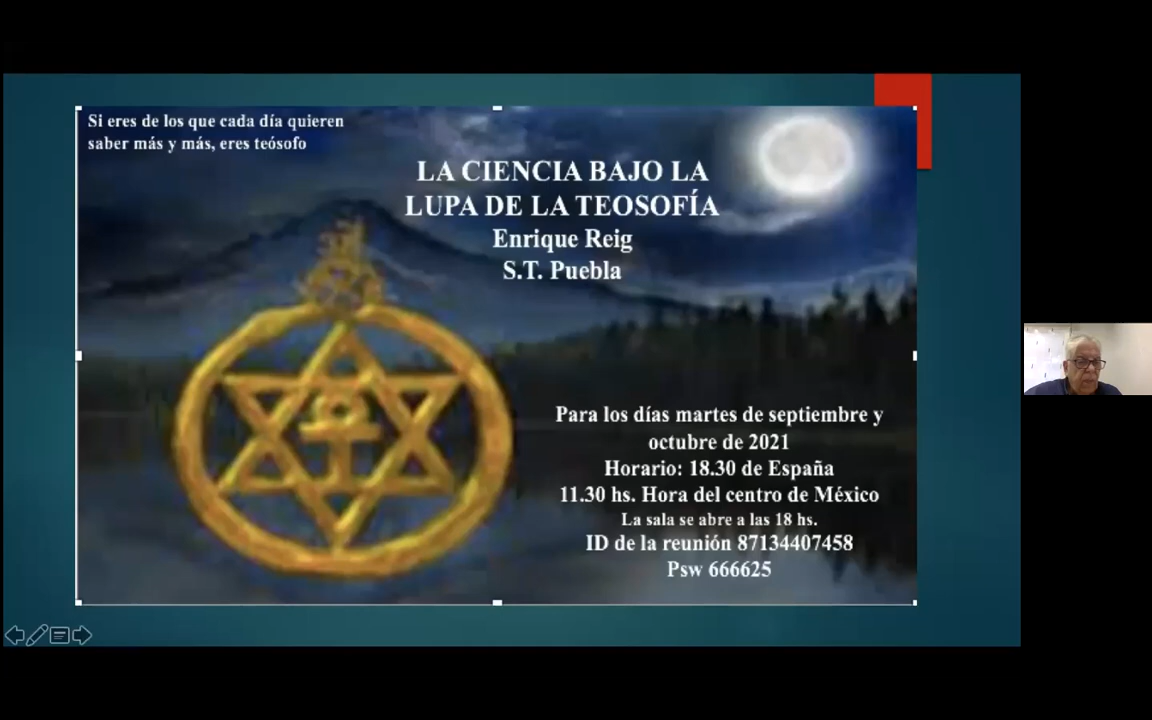 Si eres de los que cada día quieren
saber más y más, eres teósofo
LA CIENCIA BAJO LA
LUPA DE LA TEOSOFÍA
Enrique Reig
S.T. Puebla
Para los días martes de septiembre y
octubre de 2021
Horario: 18.30 de España
11.30 hs. Hora del centro de México
La sala se abre a las 18 hs.
ID de la reunión 87134407458
Psw 666625